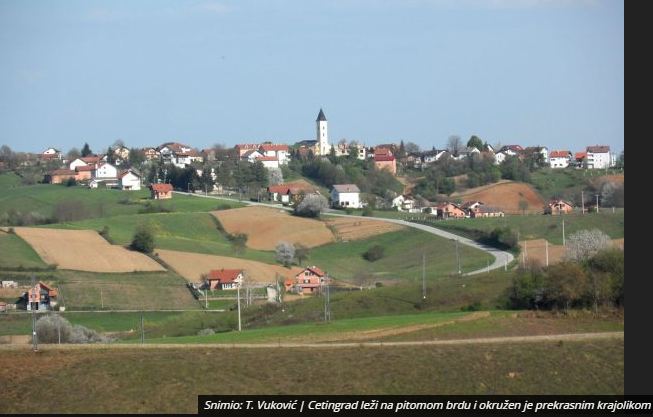 Snimio: T. Vuković | Cetingrad leži na pitomom brdu i okružen je prekrasnim krajolikom